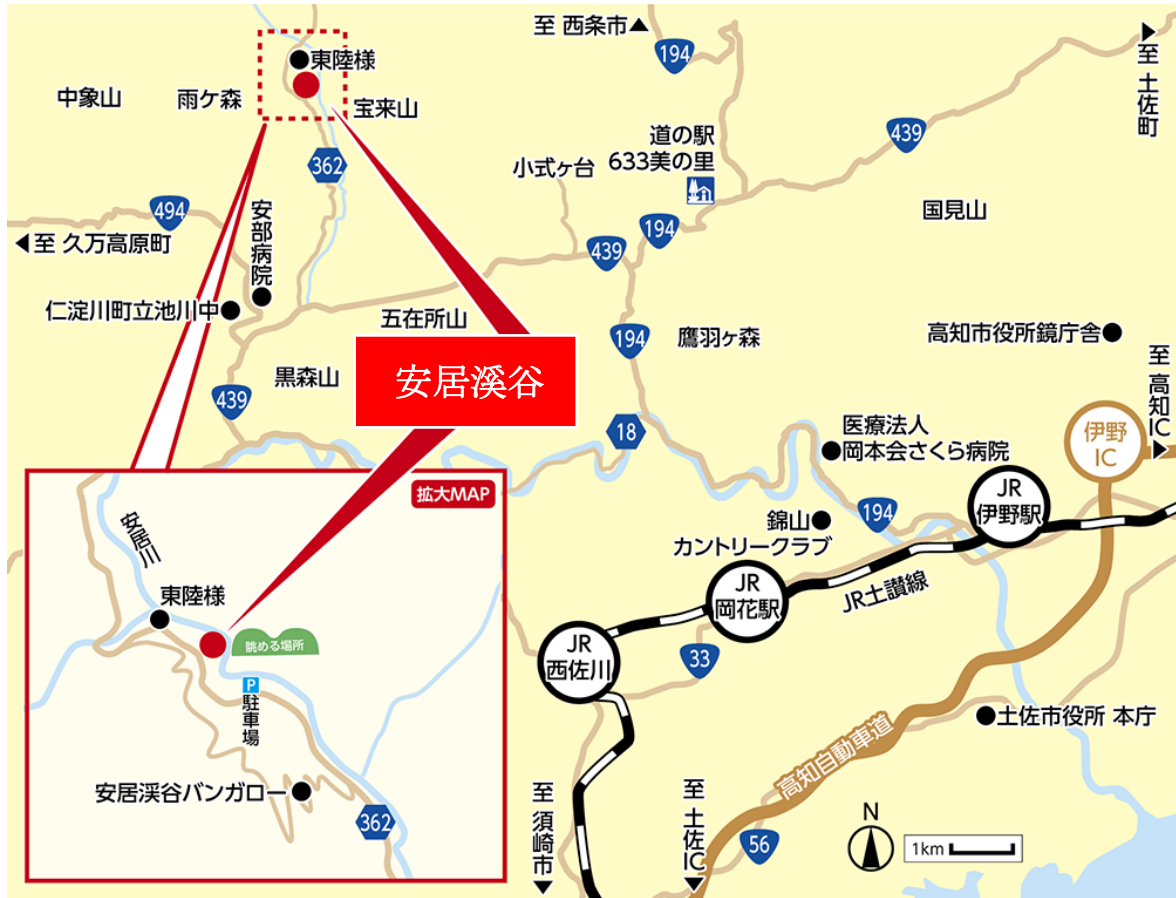 至 西条市▲
194
至 土佐町
東陸様
中象山
雨ケ森
宝来山
439
道の駅
633美の里
362
小式ヶ台
494
安部病院
国見山
194
◀至 久万高原町
439
仁淀川町立池川中
五在所山
194
鷹羽ヶ森
高知市役所鏡庁舎
至 高知IC
黒森山
安居溪谷
439
18
医療法人
岡本会さくら病院
伊野
IC
拡大MAP
JR
伊野駅
194
錦山
カントリークラブ
安居川
JR
岡花駅
JR土讃線
東陸様
眺める場所
JR
西佐川
33
P
駐車場
土佐市役所 本庁
高知自動車道
安居渓谷バンガロー
至 須崎市
至 土佐IC
N
362
56
1km